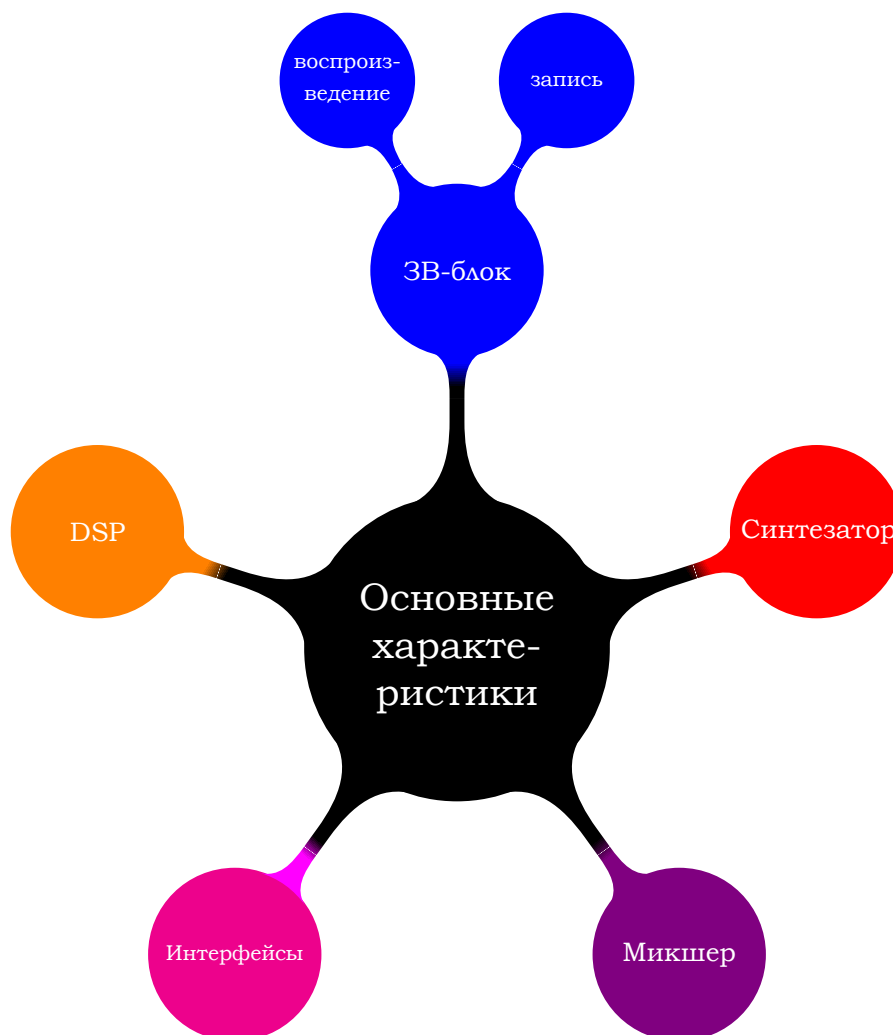 воспроиз-
ведение
запись
ЗВ-блок
DSP
Синтезатор
Основные
характе-
ристики
Интерфейсы
Микшер